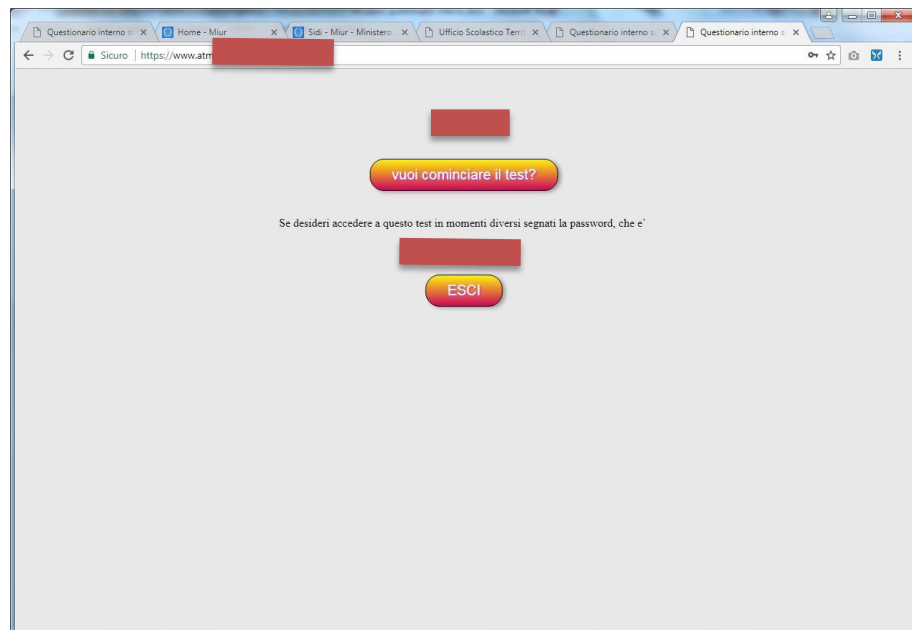 Questionario interno s
Home - Miur
Sidi - Miur - Ministero
Ufficio Scolastico Terri
Questionario interno s
Questionario interno s
Sicuro
https://www.atm
vuoi cominciare il test?
Se desideri accedere a questo test in momenti diversi segnati la password, che e`
ESCI